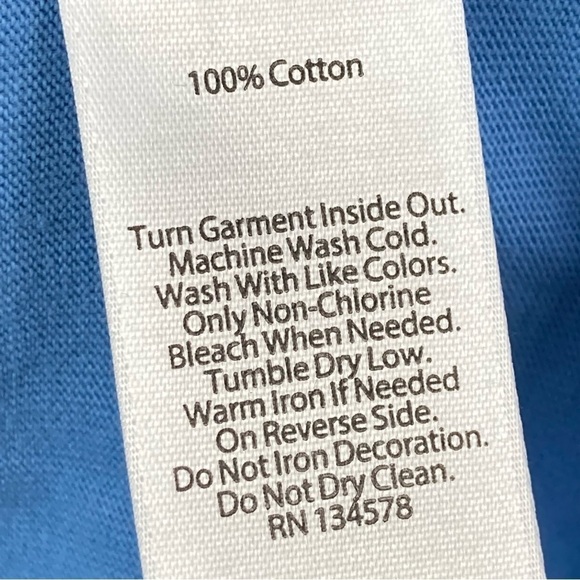 100% Cotton
Turn Garment Inside Out.
Machine Wash Cold.
Wash With Like Colors.
Only Non-Chlorine
Bleach When Needed.
Tumble Dry Low.
Warm Iron If Needed
On Reverse Side.
Do Not Iron Decoration.
Do Not Dry Clean.
RN 134578